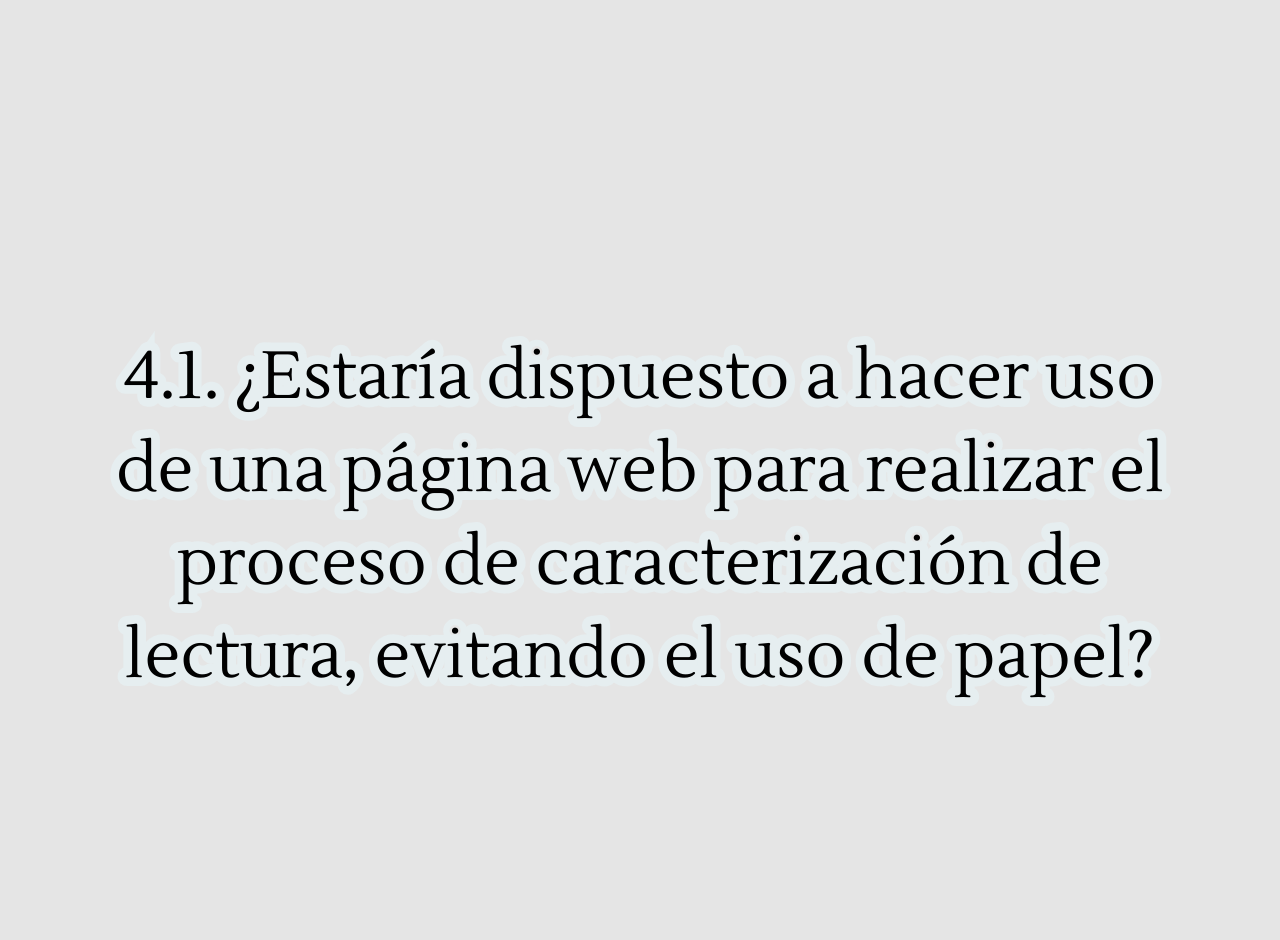 4.1. ¿Estaría dispuesto a hacer uso
de una página web para realizar el
proceso de caracterización de
lectura, evitando el uso de papel?